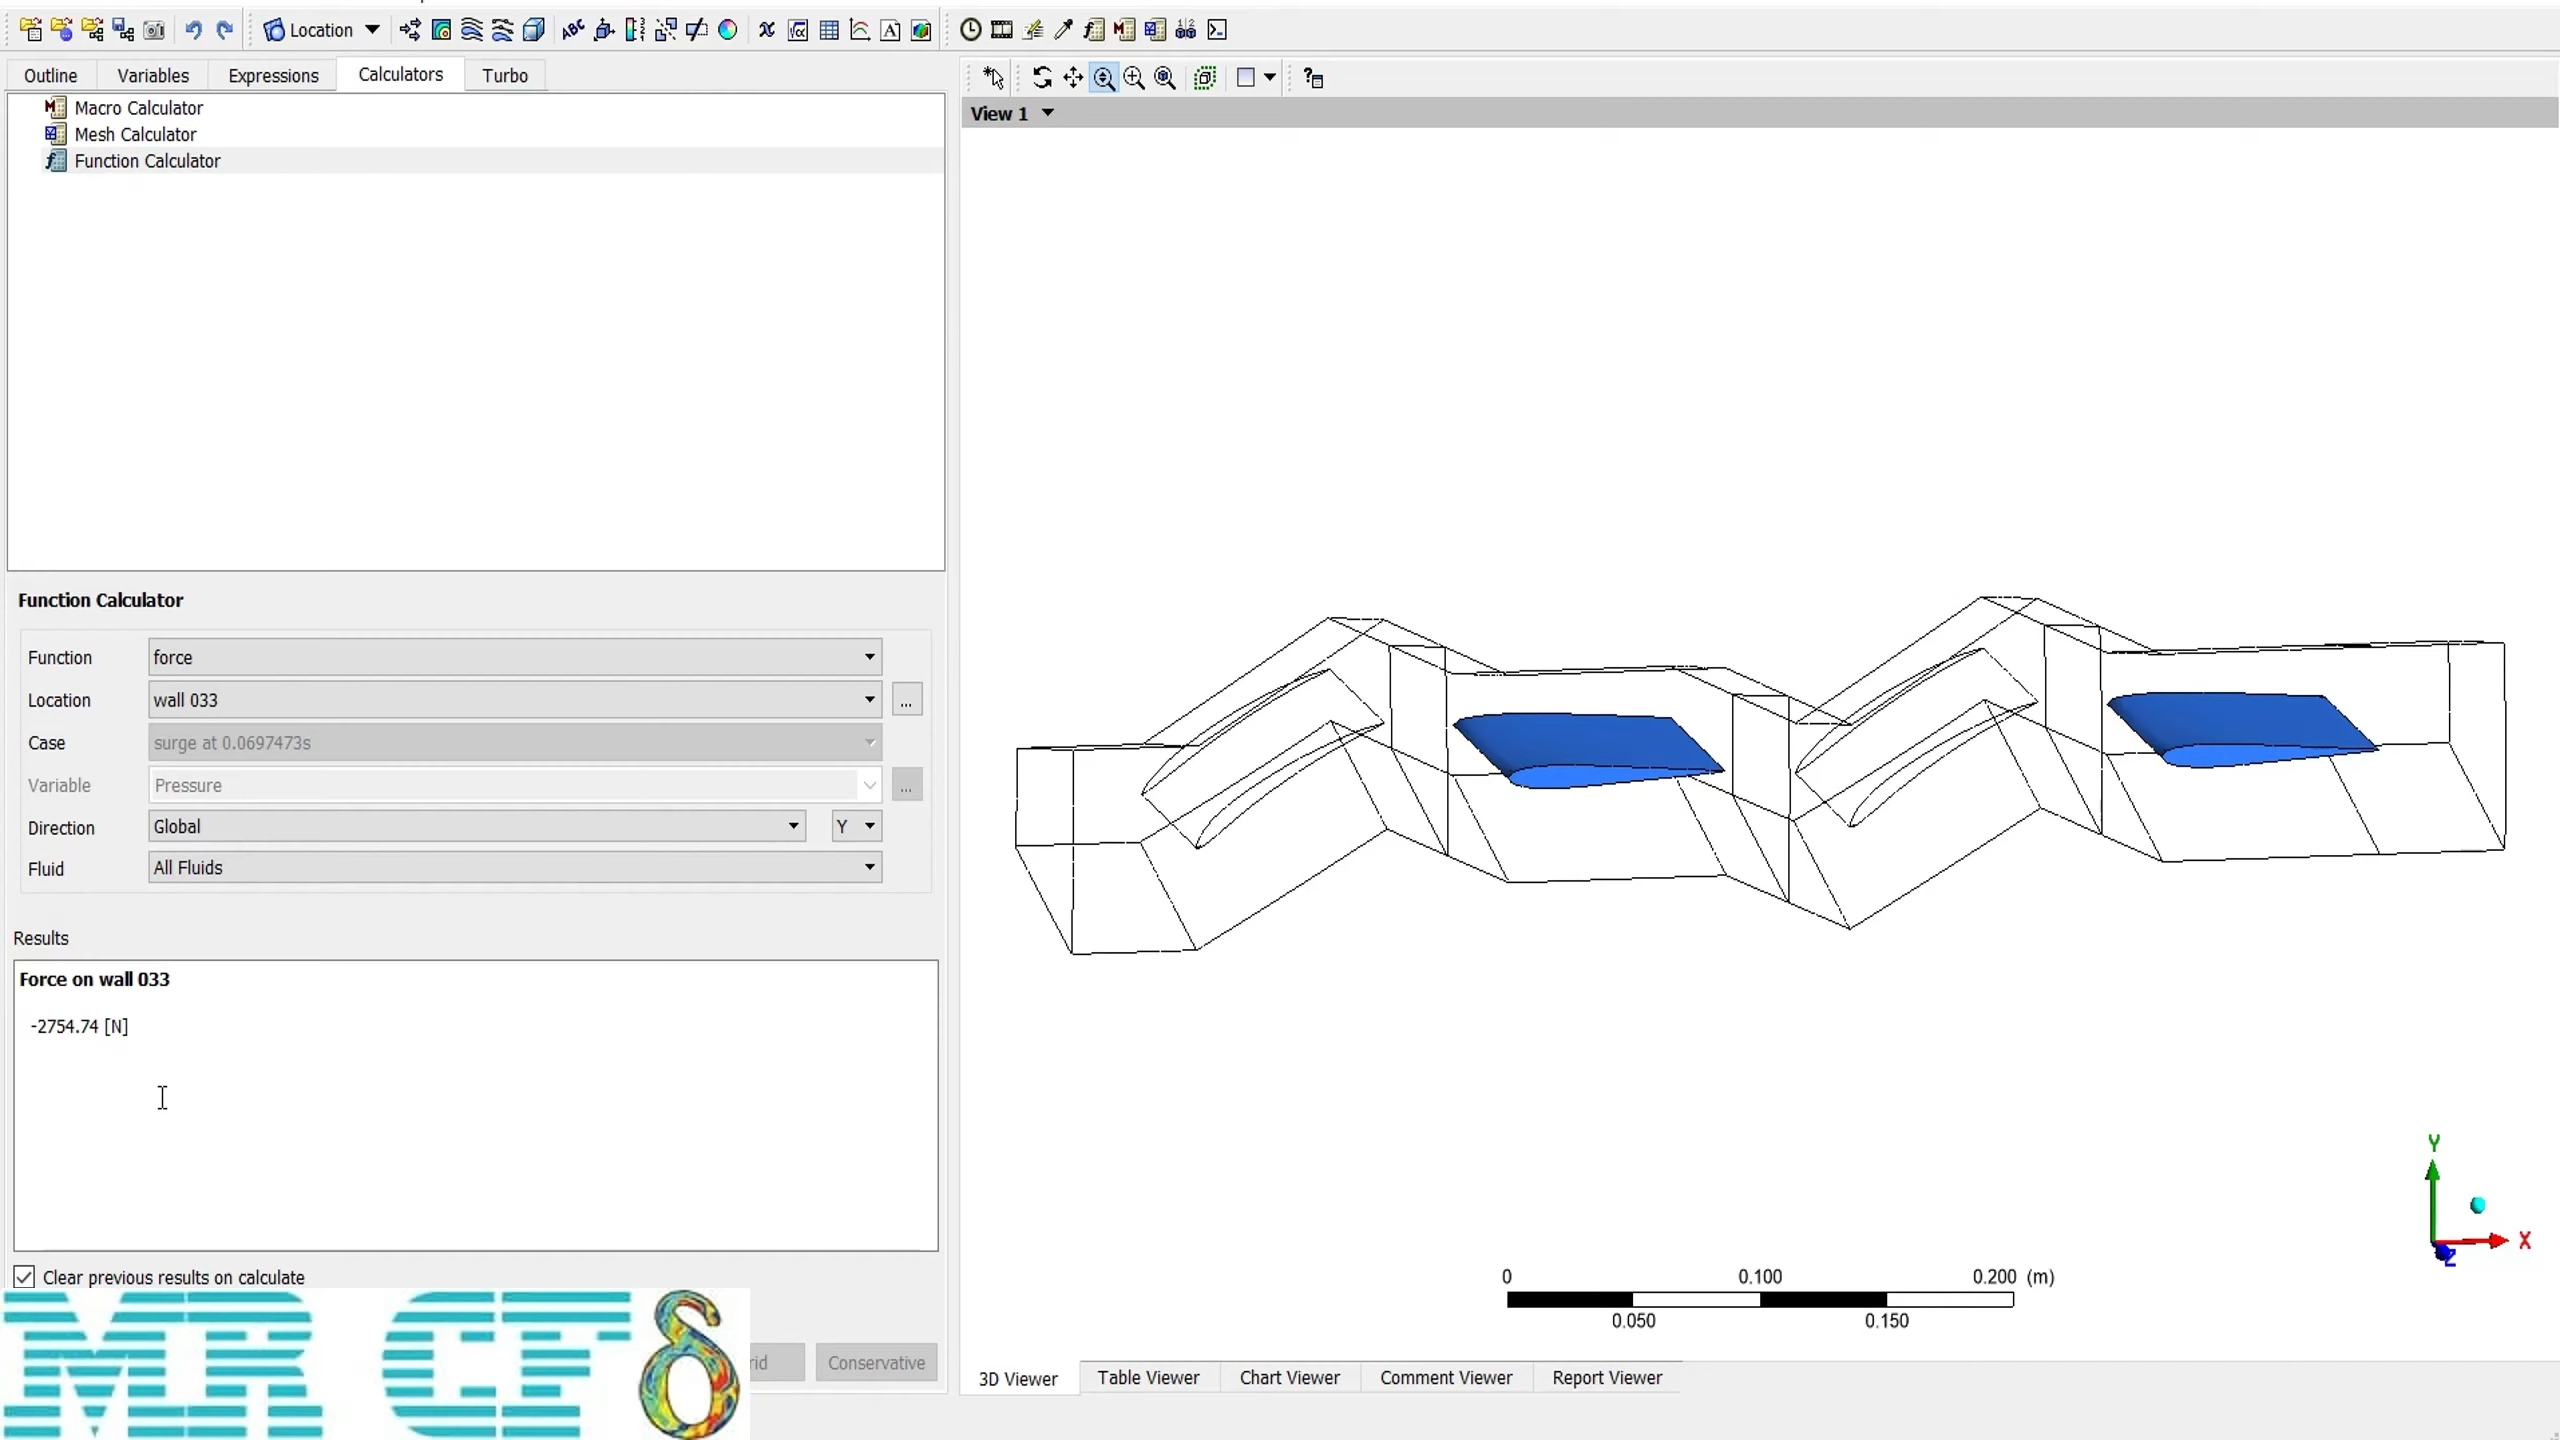 Location
Outline
Variables
Expressions
Calculators
Turbo
Macro Calculator
Mesh Calculator
Function Calculator
View 1
Function Calculator
Function
force
Location
wall 033
...
Case
surge at 0.0697473s
Variable
Pressure
...
Direction
Global
Y
Fluid
All Fluids
Results
Force on wall 033
-2754.74 [N]
Clear previous results on calculate
rid
Conservative
MR CFδ
Y
X
Z
0
0.100
0.200 (m)
0.050
0.150
3D Viewer
Table Viewer
Chart Viewer
Comment Viewer
Report Viewer